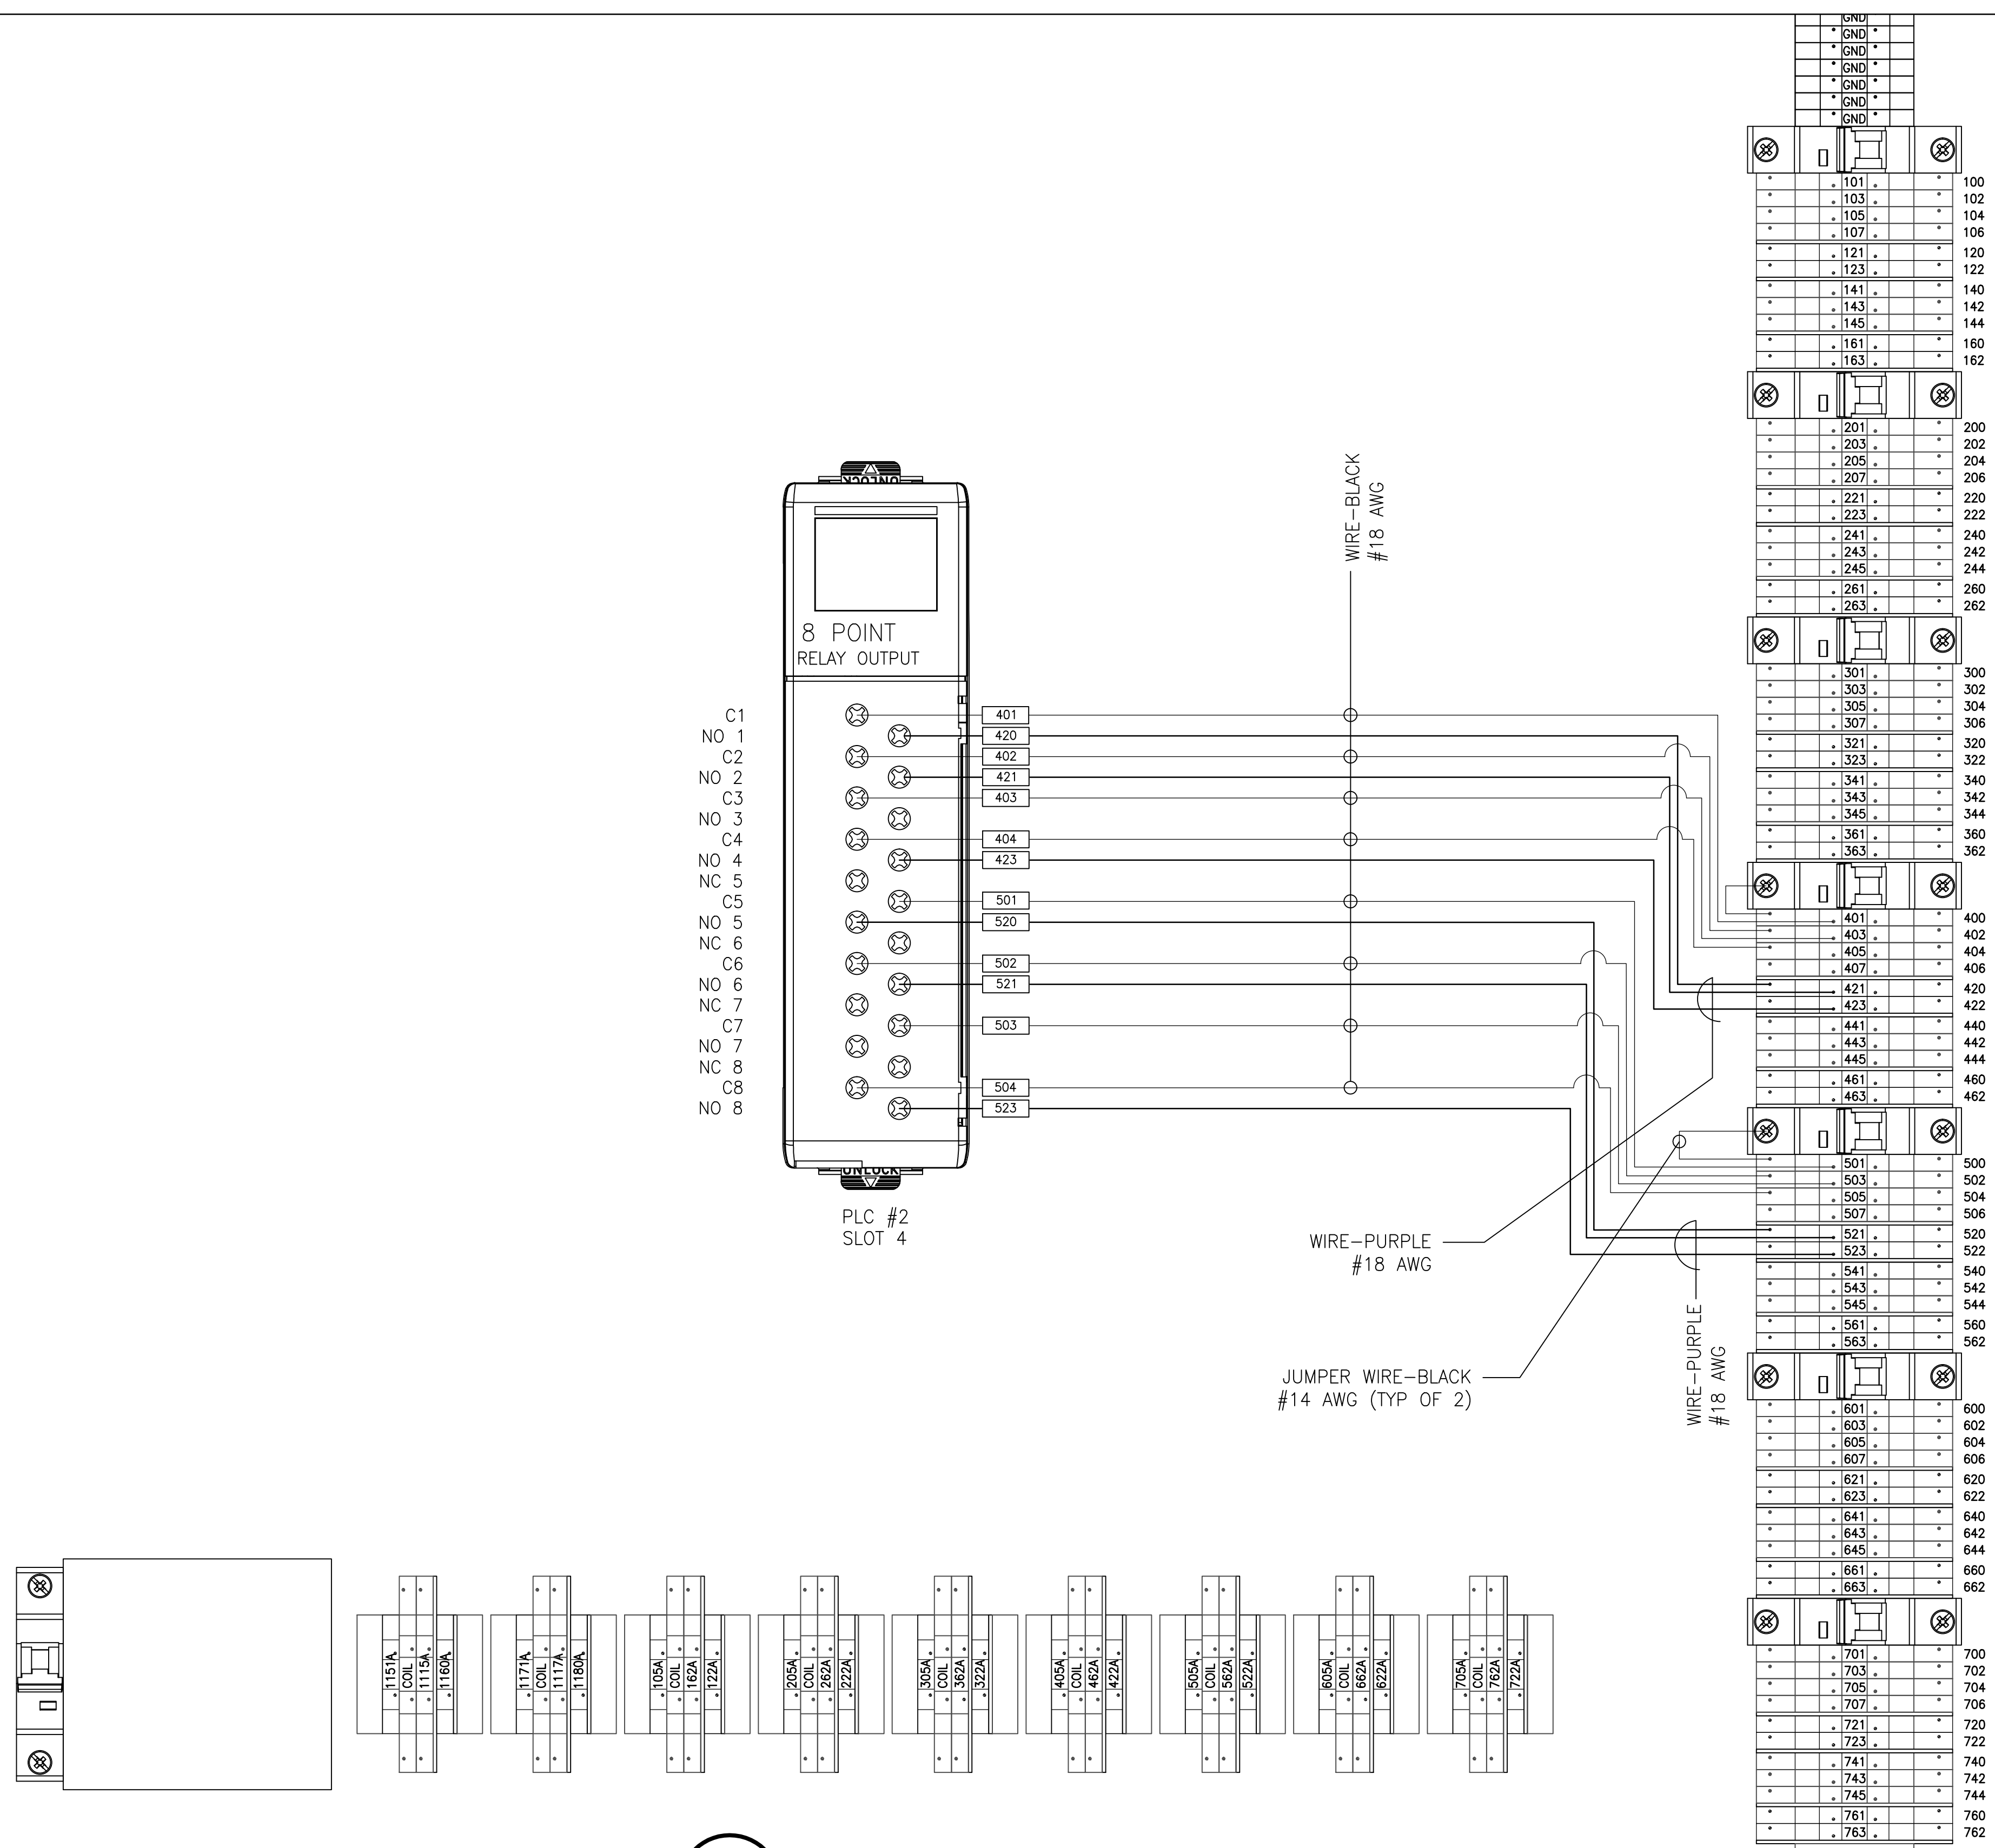 GND
GND
GND
GND
GND
GND
GND
101 100
103 102
105 104
107 106
121 120
123 122
141 140
143 142
145 144
161 160
163 162
201 200
203 202
205 204
207 206
221 220
223 222
241 240
243 242
245 244
261 260
263 262
301 300
303 302
305 304
307 306
321 320
323 322
341 340
343 342
345 344
361 360
363 362
401 400
403 402
405 404
407 406
421 420
423 422
441 440
443 442
445 444
461 460
463 462
501 500
503 502
505 504
507 506
521 520
523 522
541 540
543 542
545 544
561 560
563 562
601 600
603 602
605 604
607 606
621 620
623 622
641 640
643 642
645 644
661 660
663 662
701 700
703 702
705 704
707 706
721 720
723 722
741 740
743 742
745 744
761 760
763 762
UNLOCK
8 POINT
RELAY OUTPUT
C1 401
NO 1 420
C2 402
NO 2 421
C3 403
NO 3
C4 404
NO 4 423
NC 5
C5 501
NO 5 520
NC 6
C6 502
NO 6 521
NC 7
C7 503
NO 7
NC 8
C8 504
NO 8 523
UNLOCK
PLC #2
SLOT 4
WIRE-BLACK
#18 AWG
WIRE-PURPLE
#18 AWG
JUMPER WIRE-BLACK
#14 AWG (TYP OF 2)
WIRE-PURPLE
#18 AWG
1151A
COIL
1115A
1160A
1171A
COIL
1117A
1180A
105A
COIL
162A
122A
205A
COIL
262A
222A
305A
COIL
362A
322A
405A
COIL
462A
422A
505A
COIL
562A
522A
605A
COIL
662A
622A
705A
COIL
762A
722A